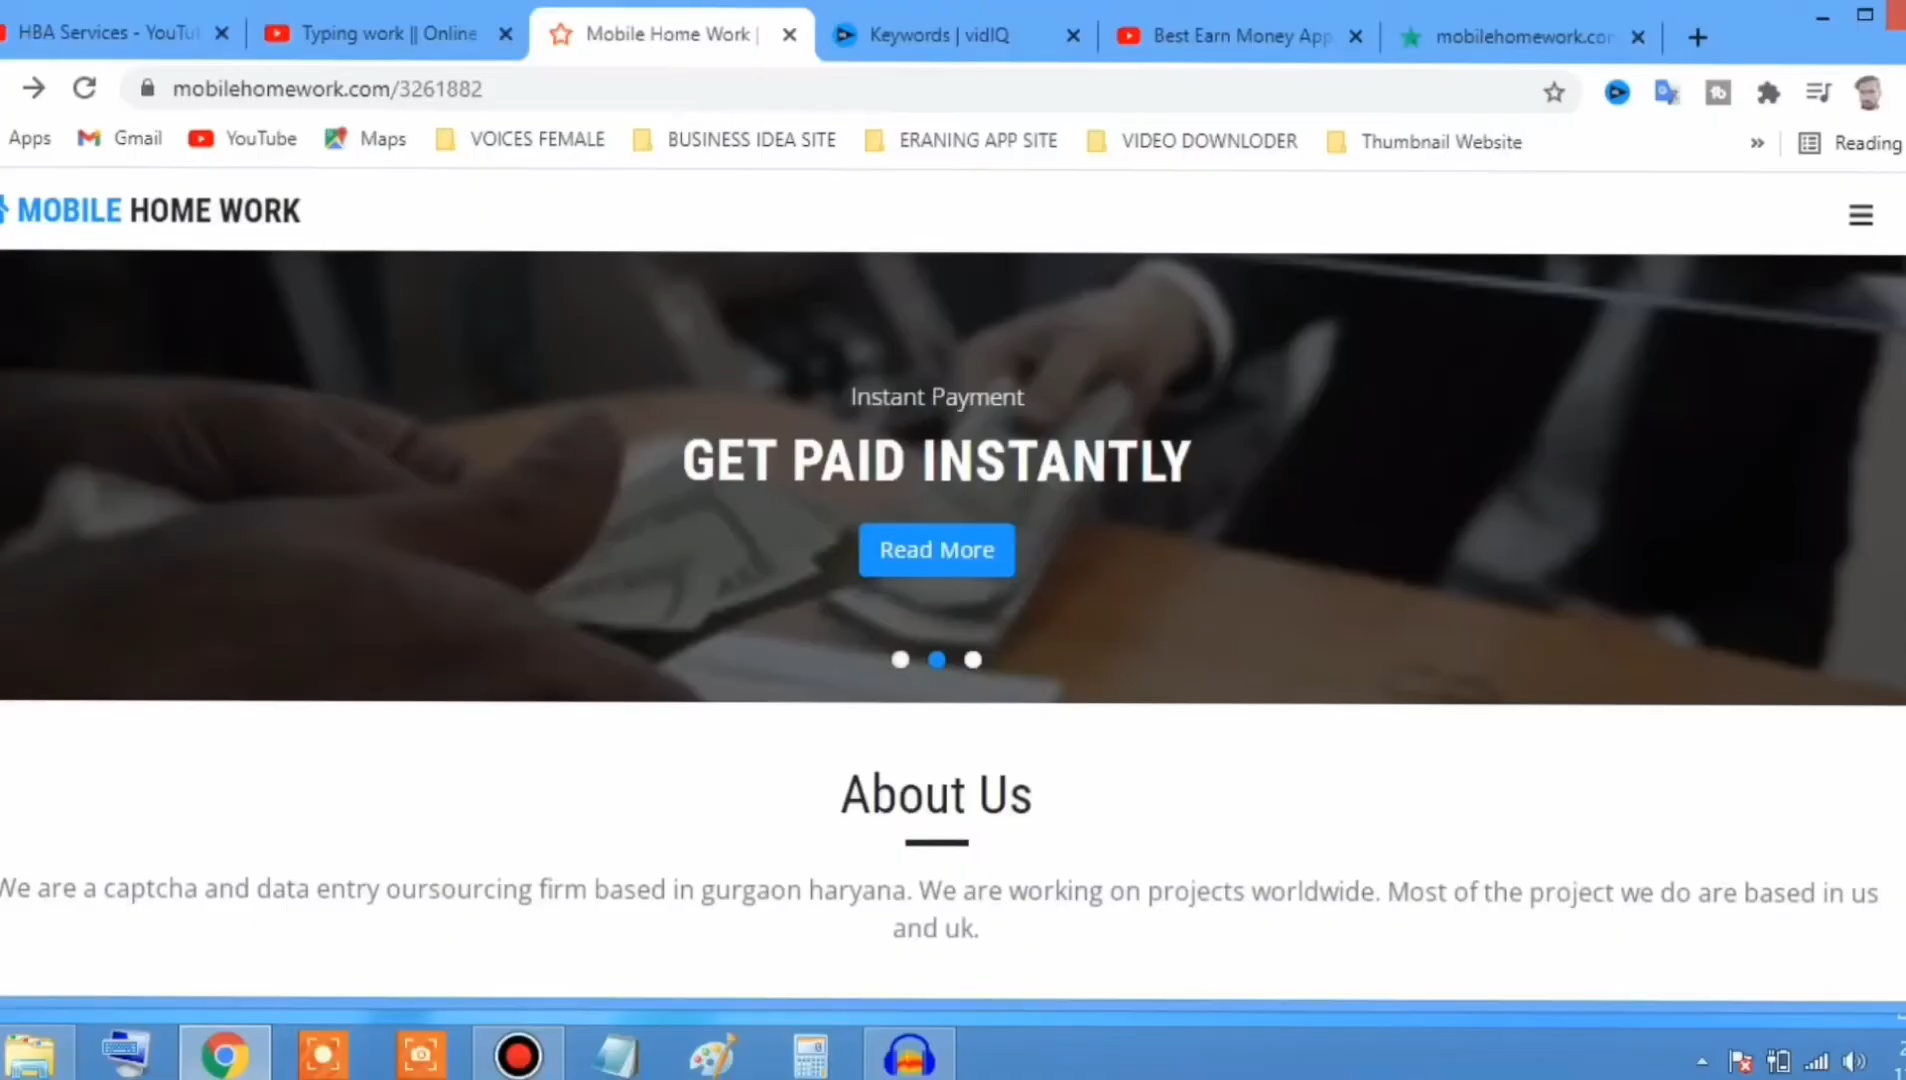 HBA Services - YouTu
Typing work || Online
Mobile Home Work |
Keywords | vidIQ
Best Earn Money App
mobilehomework.cor
mobilehomework.com/3261882
Apps
Gmail
YouTube
Maps
VOICES FEMALE
BUSINESS IDEA SITE
ERANING APP SITE
VIDEO DOWNLODER
Thumbnail Website
»
Reading
MOBILE HOME WORK
Instant Payment
GET PAID INSTANTLY
Read More
About Us
We are a captcha and data entry oursourcing firm based in gurgaon haryana. We are working on projects worldwide. Most of the project we do are based in us
and uk.